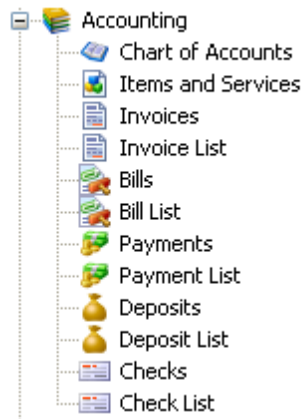 Accounting
Chart of Accounts
Items and Services
Invoices
Invoice List
Bills
Bill List
Payments
Payment List
Deposits
Deposit List
Checks
Check List